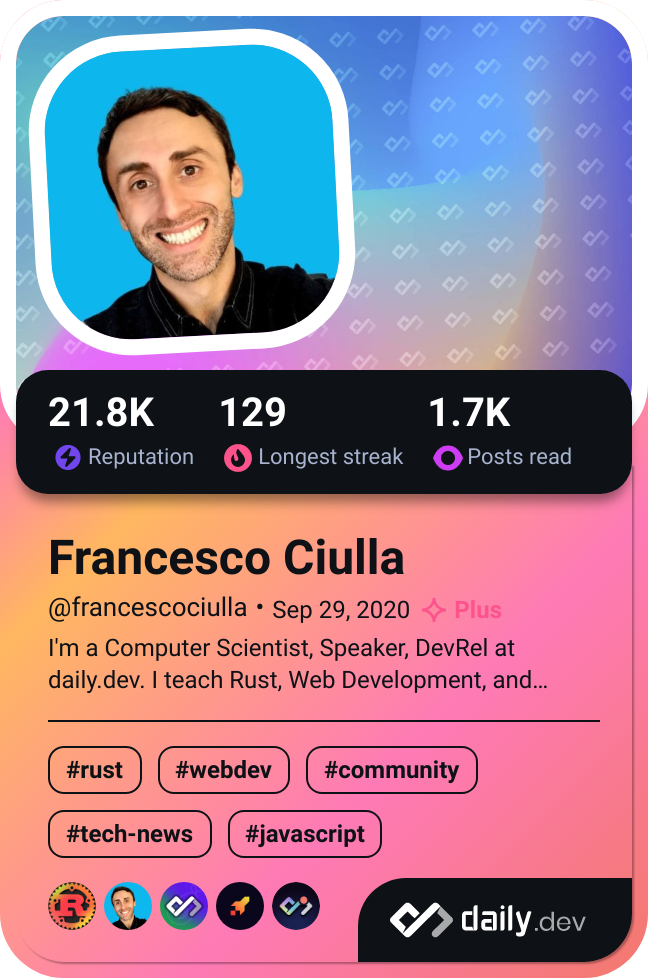 21.8K 129 1.7K
Reputation Longest streak Posts read
Francesco Ciulla
@francescociulla • Sep 29, 2020 Plus
I'm a Computer Scientist, Speaker, DevRel at
daily.dev. I teach Rust, Web Development, and…
#rust #webdev #community
#tech-news #javascript
R
daily.dev